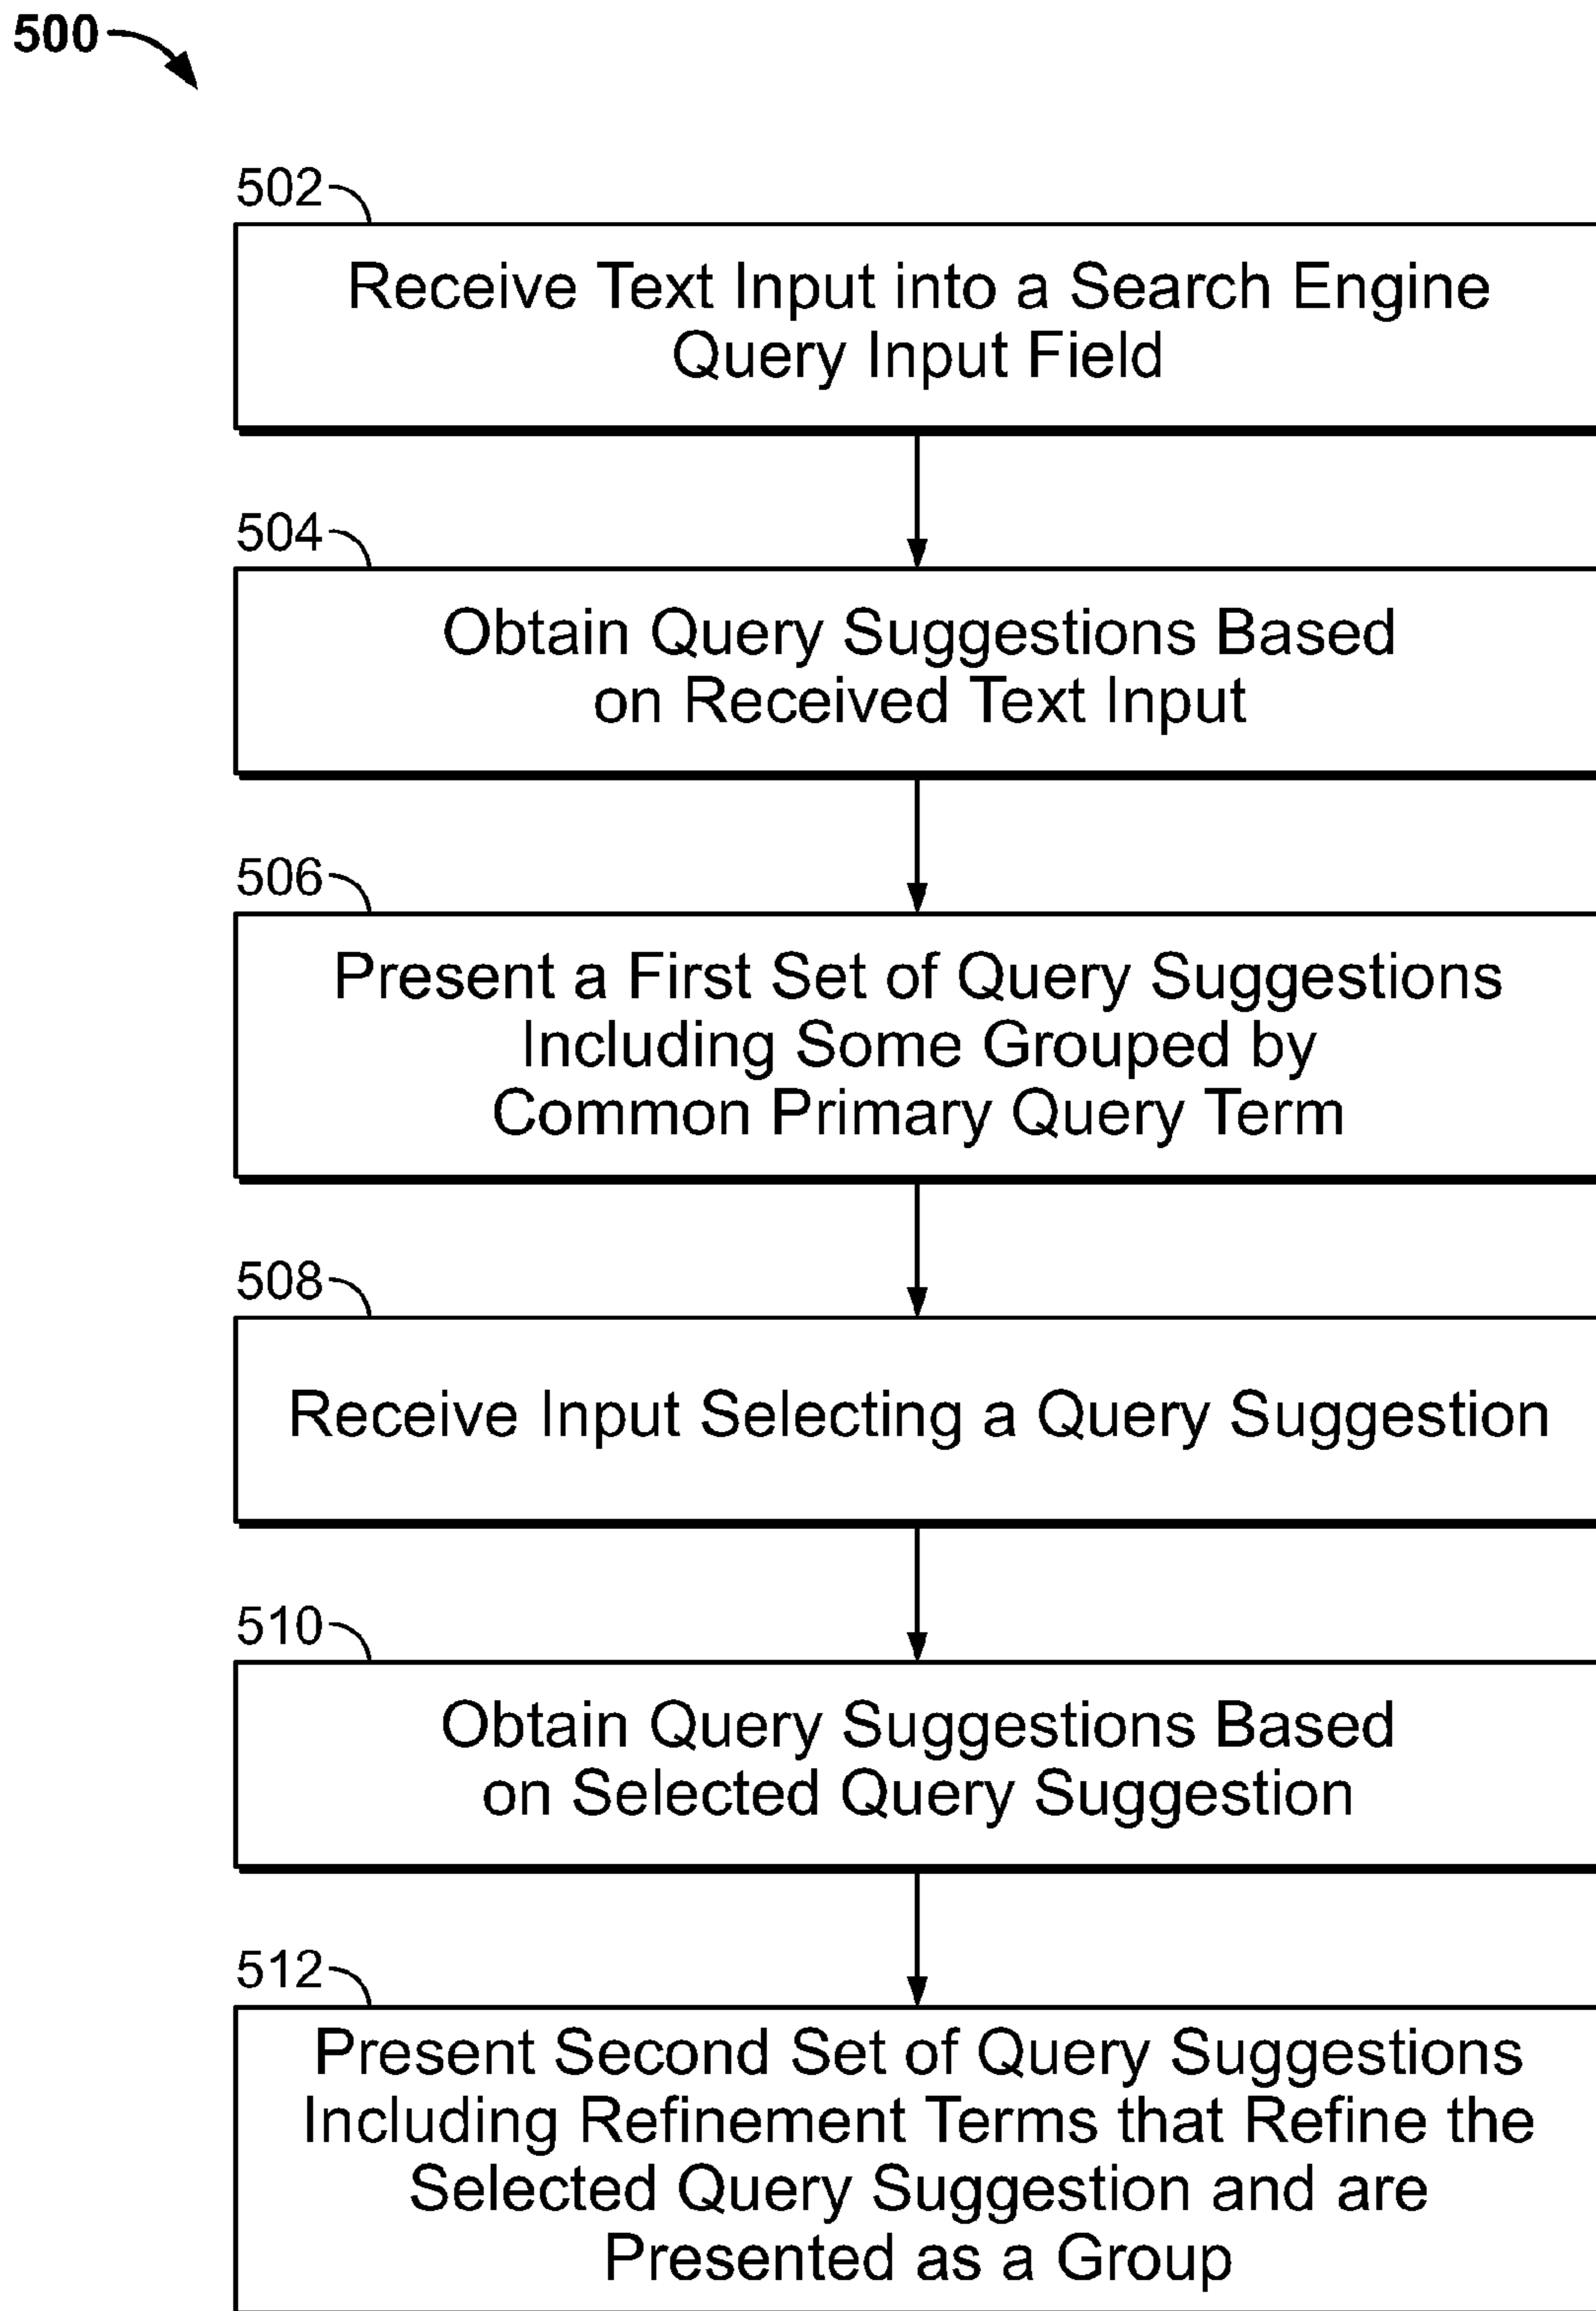 500
502
Receive Text Input into a Search Engine
Query Input Field
504
Obtain Query Suggestions Based
on Received Text Input
506
Present a First Set of Query Suggestions
Including Some Grouped by
Common Primary Query Term
508
Receive Input Selecting a Query Suggestion
510
Obtain Query Suggestions Based
on Selected Query Suggestion
512
Present Second Set of Query Suggestions
Including Refinement Terms that Refine the
Selected Query Suggestion and are
Presented as a Group